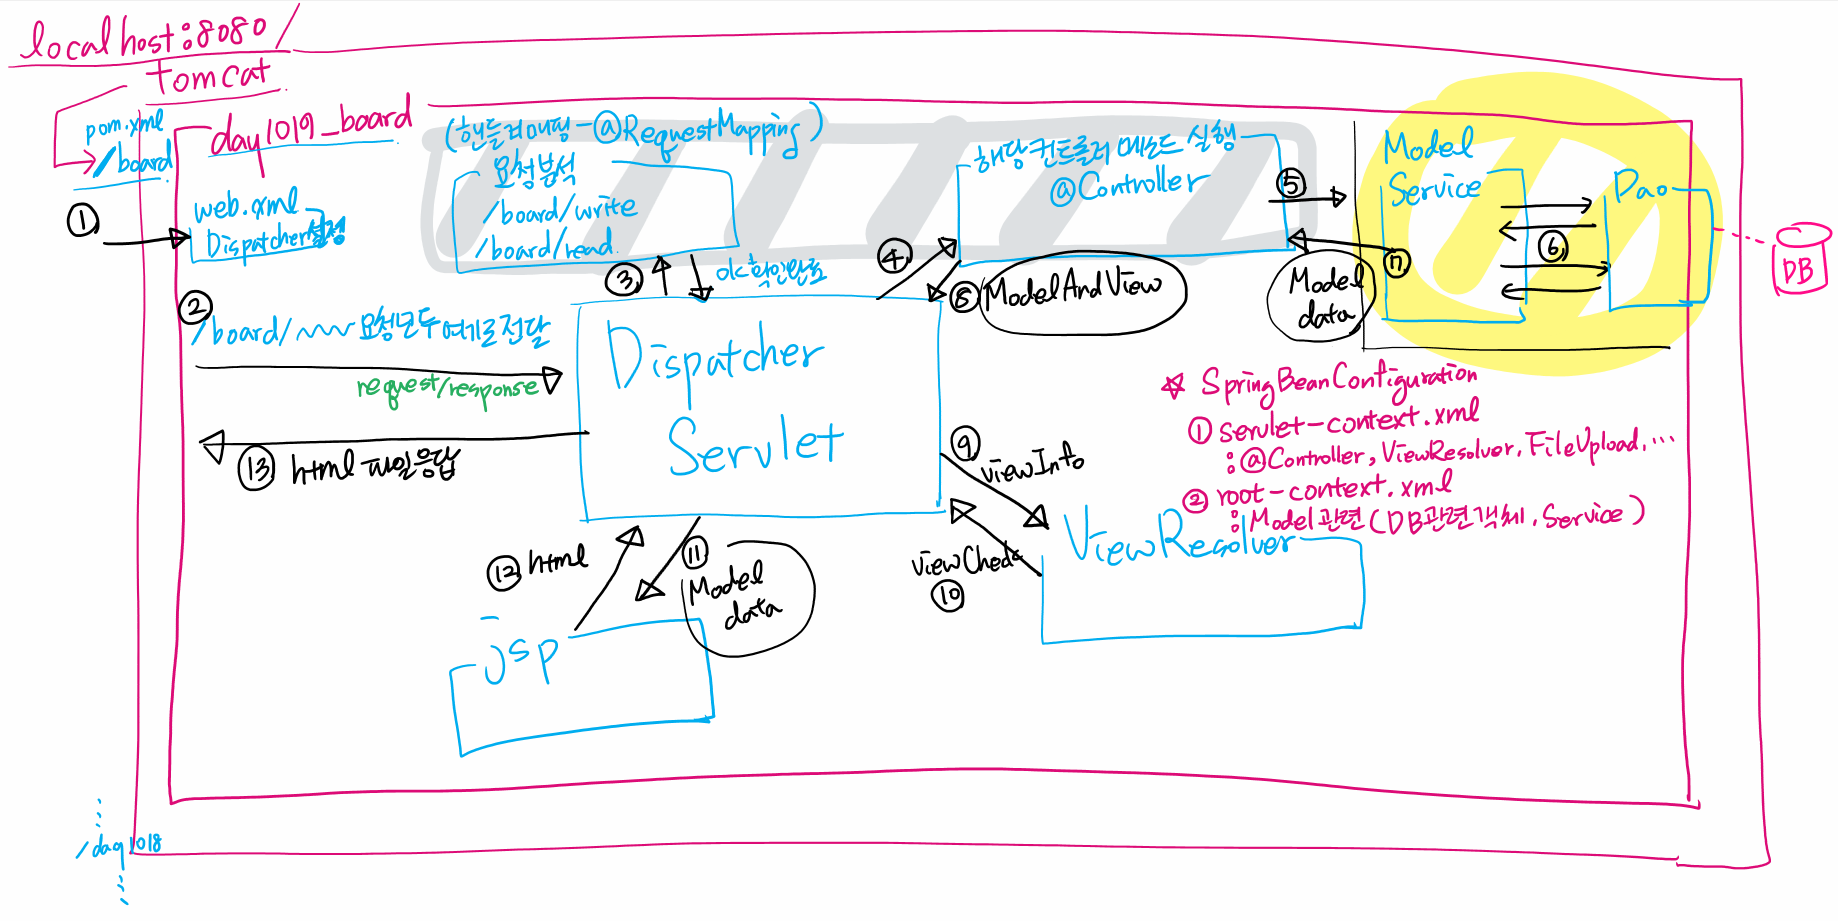 localhost:8080/
tomcat
pom.xml
/board
day1019_board
①
web.xml
Dispatcher설정
(핸들러매핑-@RequestMapping)
요청분석
/board/write
/board/read
③
ok확인완료
해당 컨트롤러 메소드 실행
@Controller
④
⑤
⑧ ModelAndView
⑦
Model
data
Model
Service
Dao
⑥
DB
②
/board/ 요청모두 여기로전달
request/response
Dispatcher
Servlet
⑬ html 파일응답
☆ SpringBeanConfiguration
① servlet-context.xml
: @Controller, ViewResolver, FileUpload, ...
② root-context.xml
: Model관련(DB관련객체, Service)
⑨
viewInfo
ViewResolver
viewCheck
⑩
⑫ html
⑪
Model
data
jsp
/day1018